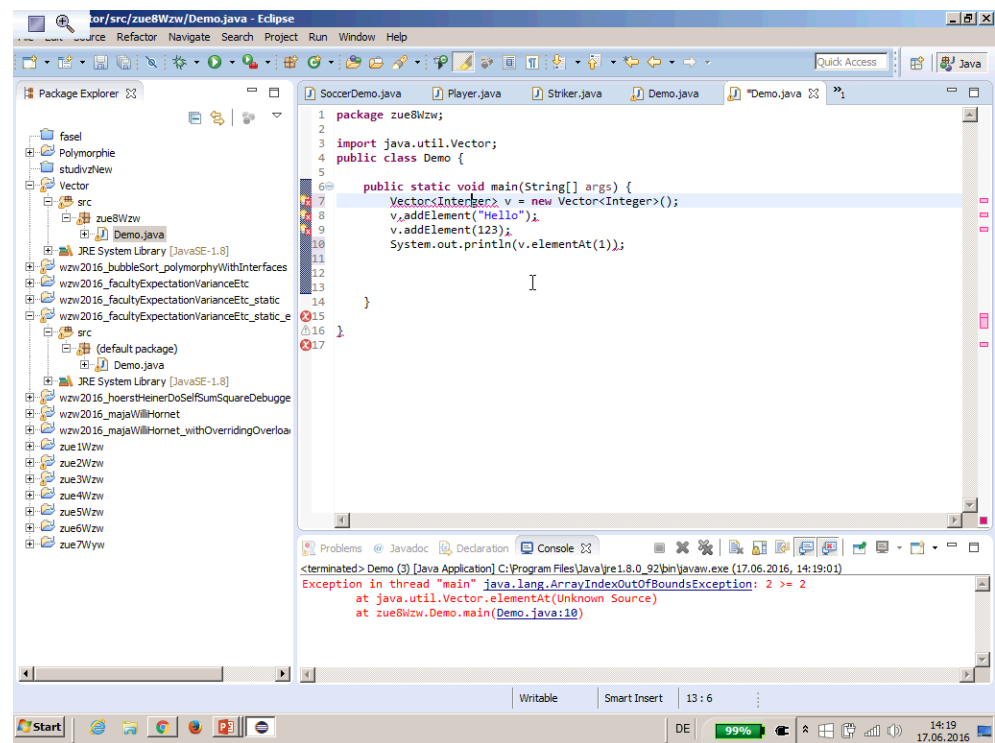 tor/src/zue8Wzw/Demo.java - Eclipse
Source Refactor Navigate Search Project Run Window Help
Quick Access
Java
Package Explorer
SoccerDemo.java Player.java Striker.java Demo.java *Demo.java »1
fasel
Polymorphie
studivzNew
Vector
src
zue8Wzw
Demo.java
JRE System Library [JavaSE-1.8]
wzw2016_bubbleSort_polymorphyWithInterfaces
wzw2016_facultyExpectationVarianceEtc
wzw2016_facultyExpectationVarianceEtc_static
wzw2016_facultyExpectationVarianceEtc_static_e
src
(default package)
Demo.java
JRE System Library [JavaSE-1.8]
wzw2016_hoerstHeinerDoSelfSumSquareDebugge
wzw2016_majaWilliHornet
wzw2016_majaWilliHornet_withOverridingOverloa
zue1Wzw
zue2Wzw
zue3Wzw
zue4Wzw
zue5Wzw
zue6Wzw
zue7Wyw
1 package zue8Wzw;
2
3 import java.util.Vector;
4 public class Demo {
5
6 public static void main(String[] args) {
7 Vector<Interger> v = new Vector<Integer>();
8 v.addElement("Hello");
9 v.addElement(123);
10 System.out.println(v.elementAt(1));
11
12
13
14 }
15
16 }
17
Problems @ Javadoc Declaration Console
<terminated> Demo (3) [Java Application] C:\Program Files\Java\jre1.8.0_92\bin\javaw.exe (17.06.2016, 14:19:01)
Exception in thread "main" java.lang.ArrayIndexOutOfBoundsException: 2 >= 2
at java.util.Vector.elementAt(Unknown Source)
at zue8Wzw.Demo.main(Demo.java:10)
Writable Smart Insert 13 : 6
Start
DE 99% 14:19
17.06.2016